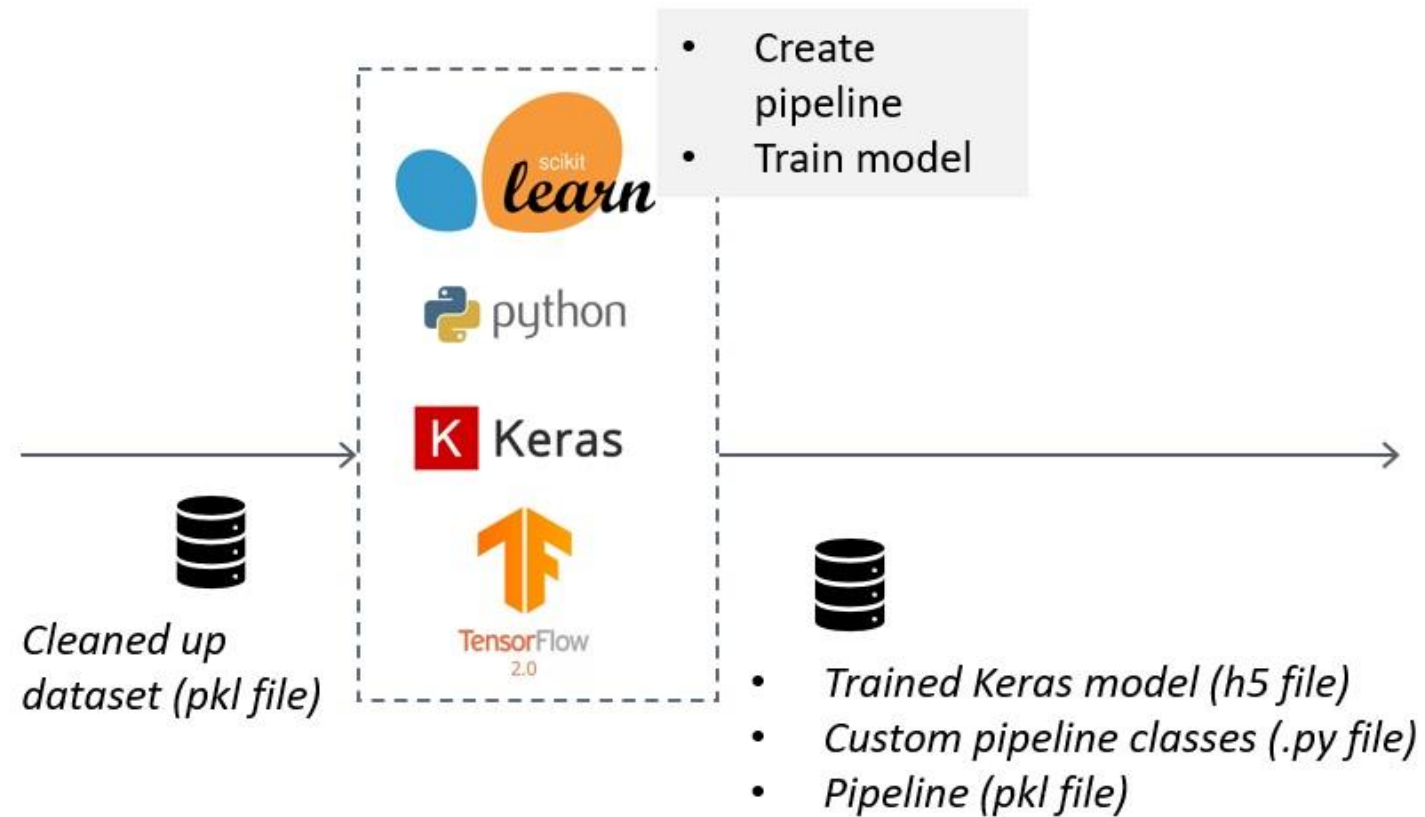 • Create
pipeline
• Train model
scikit
learn
python
K Keras
TensorFlow
2.0
Cleaned up
dataset (pkl file)
• Trained Keras model (h5 file)
• Custom pipeline classes (.py file)
• Pipeline (pkl file)